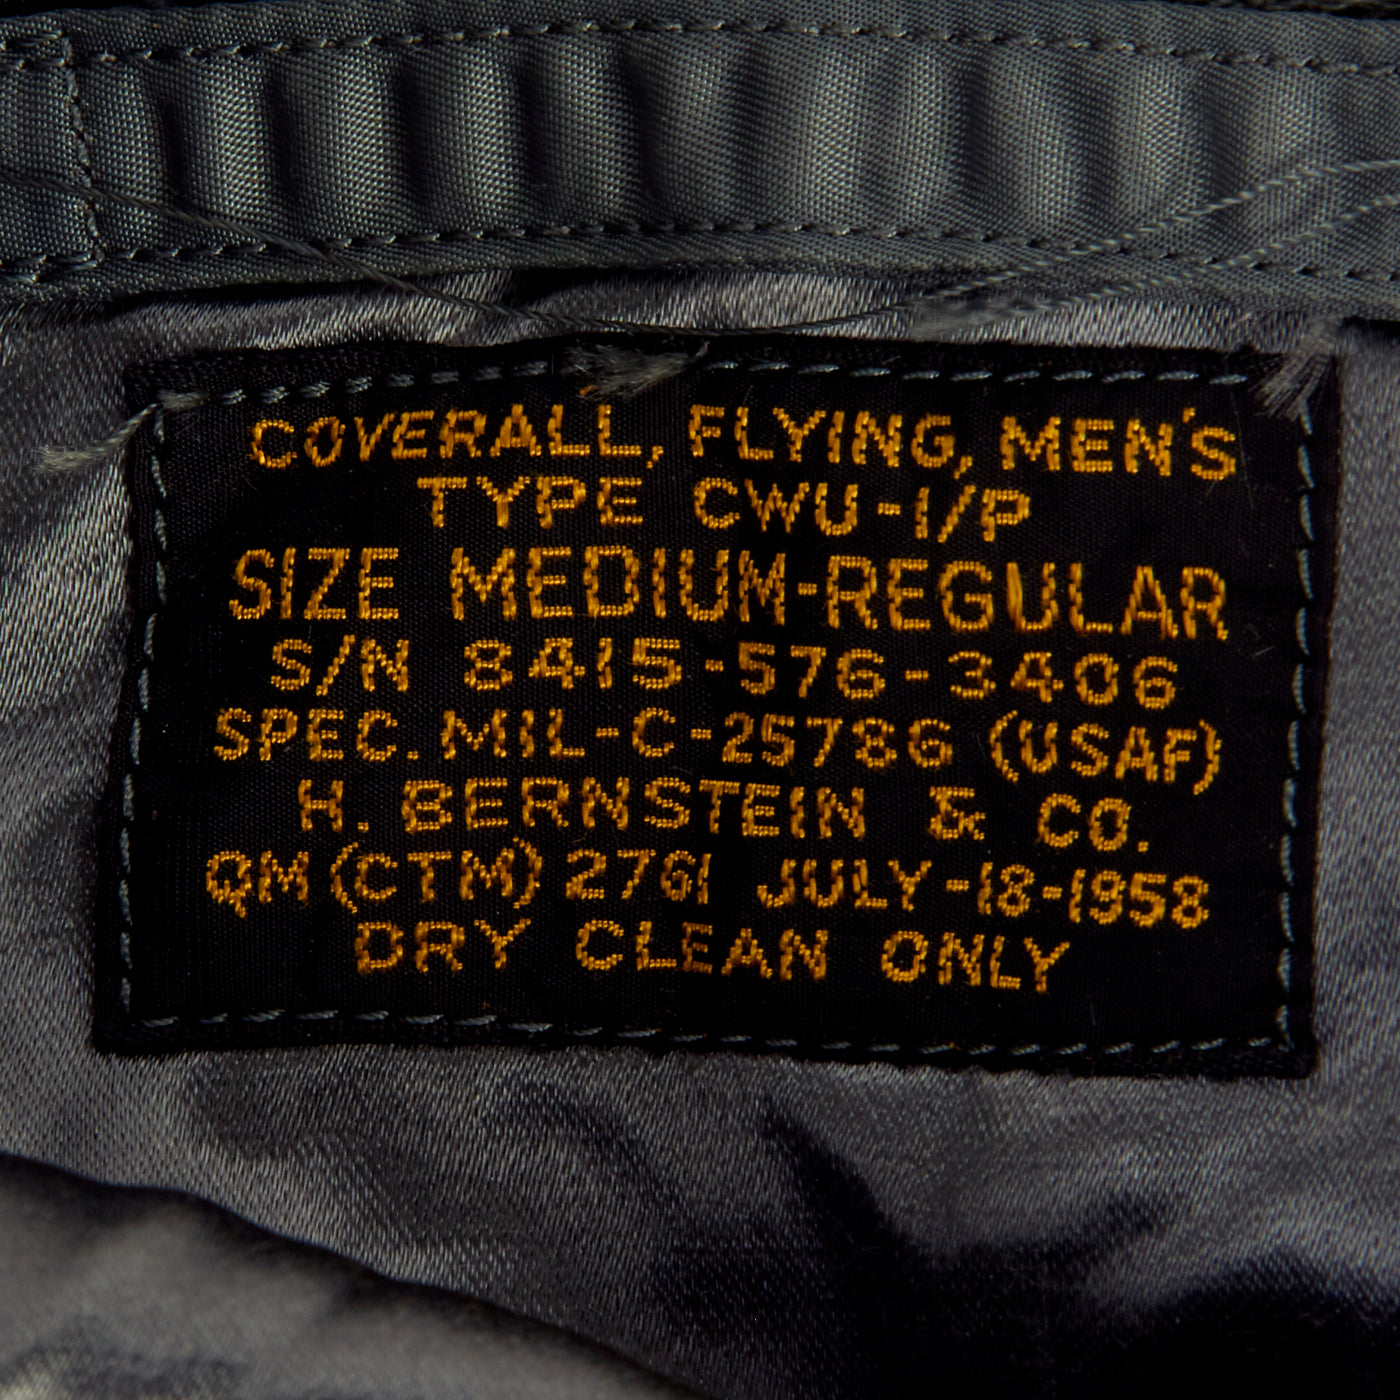 COVERALL, FLYING, MEN'S
TYPE CWU-1/P
SIZE MEDIUM-REGULAR
S/N 8415-576-3406
SPEC. MIL-C-25786 (USAF)
H. BERNSTEIN & CO.
QM (CTM) 2761 JULY-18-1958
DRY CLEAN ONLY